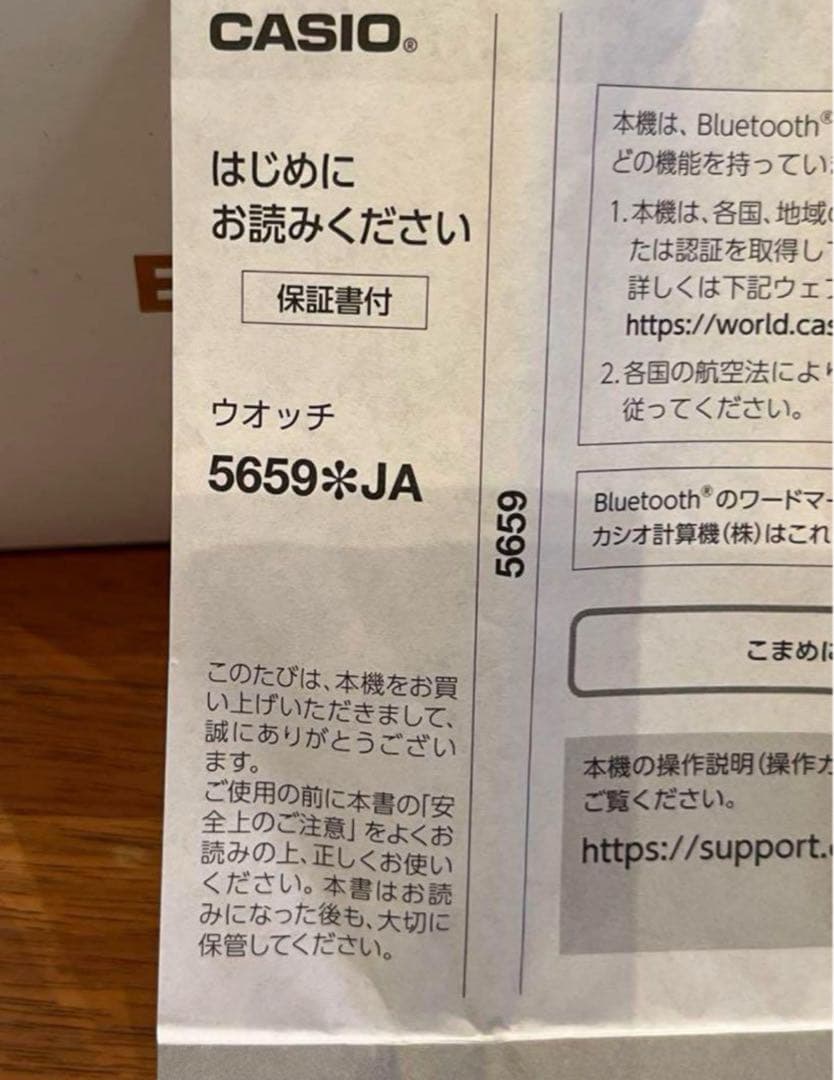 CASIO®
はじめに
お読みください
保証書付
ウオッチ
5659✻JA
このたびは、本機をお買
い上げいただきまして、
誠にありがとうござい
ます。
ご使用の前に本書の「安
全上のご注意」をよくお
読みの上、正しくお使い
ください。本書はお読
みになった後も、大切に
保管してください。
5659
本機は、Bluetooth®
どの機能を持ってい
1.本機は、各国、地域
たは認証を取得し
詳しくは下記ウェ
https://world.cas
2.各国の航空法によ
従ってください。
Bluetooth®のワードマー
カシオ計算機(株)はこれ
こまめに
本機の操作説明(操作ガ
ご覧ください。
https://support.